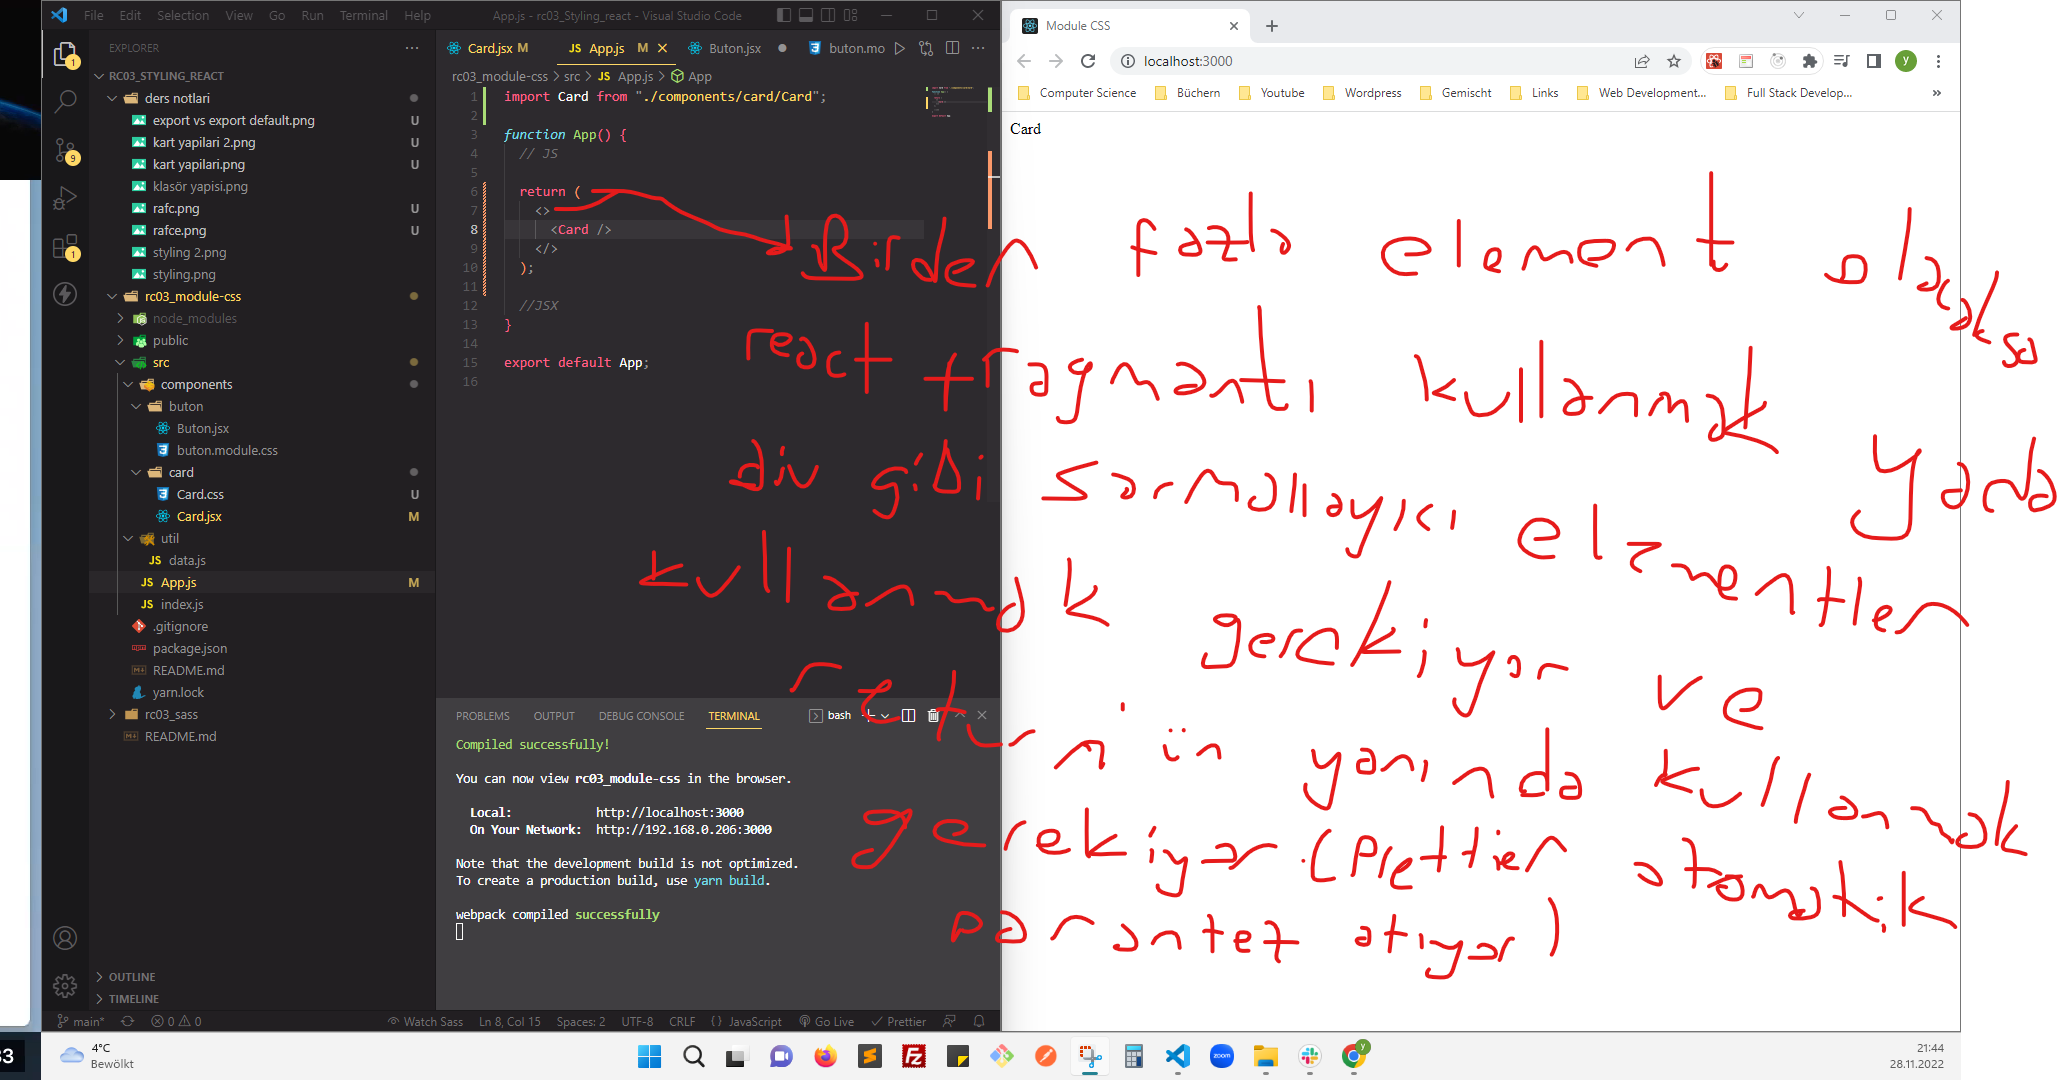 File Edit Selection View Go Run Terminal Help
App.js - rc03_Styling_react - Visual Studio Code
EXPLORER
RC03_STYLING_REACT
ders notlari
export vs export default.png U
kart yapilari 2.png U
kart yapilari.png U
klasör yapisi.png
rafc.png U
rafce.png U
styling 2.png
styling.png
rc03_module-css
node_modules
public
src
components
buton
Buton.jsx
buton.module.css
card
Card.css U
Card.jsx M
util
JS data.js
JS App.js M
JS index.js
.gitignore
package.json
README.md
yarn.lock
rc03_sass
README.md
OUTLINE
TIMELINE
Card.jsx M
JS App.js M
Buton.jsx
buton.mo
rc03_module-css > src > JS App.js > App
1 import Card from "./components/card/Card";
2
3 function App() {
4 // JS
5
6 return (
7 <>
8 <Card />
9 </>
10 );
11
12 //JSX
13 }
14
15 export default App;
16
PROBLEMS OUTPUT DEBUG CONSOLE TERMINAL
bash
Compiled successfully!
You can now view rc03_module-css in the browser.
Local: http://localhost:3000
On Your Network: http://192.168.0.206:3000
Note that the development build is not optimized.
To create a production build, use yarn build.
webpack compiled successfully
main* 0 0 Watch Sass Ln 8, Col 15 Spaces: 2 UTF-8 CRLF {} JavaScript Go Live Prettier
Module CSS
localhost:3000
y
Computer Science Büchern Youtube Wordpress Gemischt Links Web Development... Full Stack Develop... »
Card
Birden fazla element olacaksa
react fragmantı kullanmak yada
div gibi sarmallayıcı elementler
kullanmak gerekiyor ve
return'ün yanında kullanmak
gerekiyor.(Prettier otomatik
parantez atıyor)
33
4°C
Bewölkt
zoom
21:44
28.11.2022